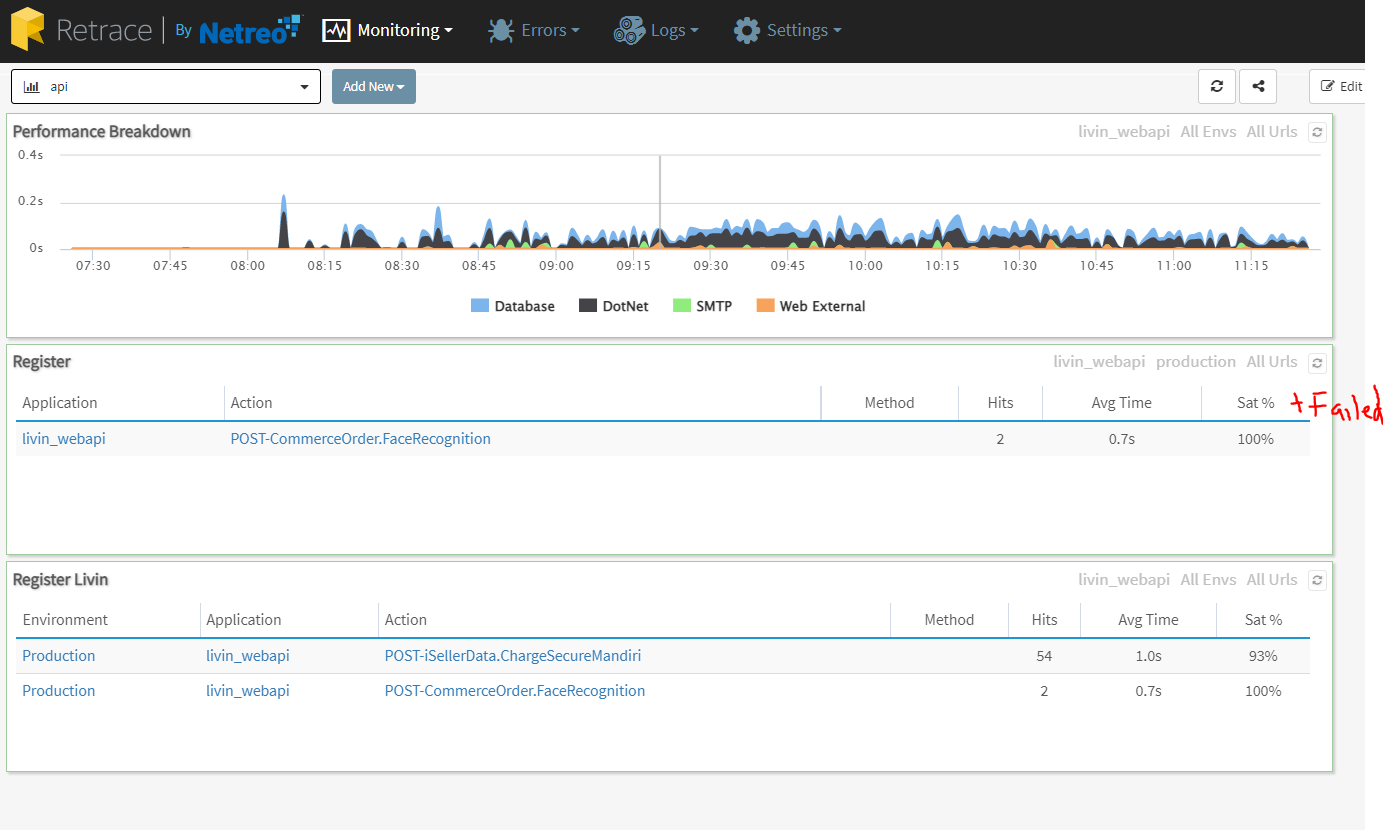 Retrace By Netreo Monitoring Errors Logs Settings
api Add New Edit
Performance Breakdown livin_webapi All Envs All Urls
0.4s
0.2s
0s
07:30 07:45 08:00 08:15 08:30 08:45 09:00 09:15 09:30 09:45 10:00 10:15 10:30 10:45 11:00 11:15
Database DotNet SMTP Web External
Register livin_webapi production All Urls
Application Action Method Hits Avg Time Sat % +Failed
livin_webapi POST-CommerceOrder.FaceRecognition 2 0.7s 100%
Register Livin livin_webapi All Envs All Urls
Environment Application Action Method Hits Avg Time Sat %
Production livin_webapi POST-iSellerData.ChargeSecureMandiri 54 1.0s 93%
Production livin_webapi POST-CommerceOrder.FaceRecognition 2 0.7s 100%